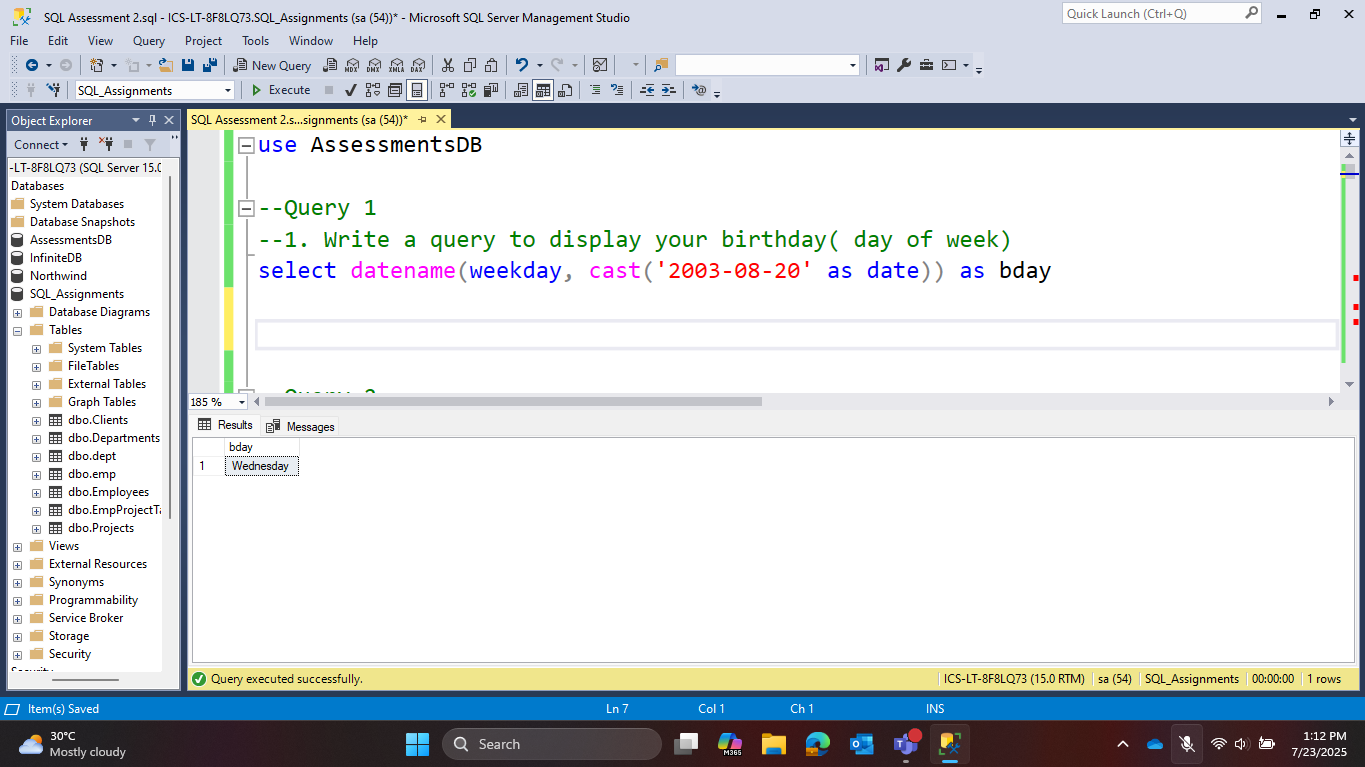 SQL Assessment 2.sql - ICS-LT-8F8LQ73.SQL_Assignments (sa (54))* - Microsoft SQL Server Management Studio
Quick Launch (Ctrl+Q)
File Edit View Query Project Tools Window Help
New Query MDX DMX XMLA DAX
SQL_Assignments Execute
Object Explorer
Connect
-LT-8F8LQ73 (SQL Server 15.0
Databases
System Databases
Database Snapshots
AssessmentsDB
InfiniteDB
Northwind
SQL_Assignments
Database Diagrams
Tables
System Tables
FileTables
External Tables
Graph Tables
dbo.Clients
dbo.Departments
dbo.dept
dbo.emp
dbo.Employees
dbo.EmpProjectTa
dbo.Projects
Views
External Resources
Synonyms
Programmability
Service Broker
Storage
Security
SQL Assessment 2.s...signments (sa (54))*
use AssessmentsDB
--Query 1
--1. Write a query to display your birthday( day of week)
select datename(weekday, cast('2003-08-20' as date)) as bday
185 %
Results Messages
bday
1 Wednesday
Query executed successfully.
ICS-LT-8F8LQ73 (15.0 RTM) sa (54) SQL_Assignments 00:00:00 1 rows
Item(s) Saved Ln 7 Col 1 Ch 1 INS
30°C
Mostly cloudy
Search
M365
1:12 PM
7/23/2025